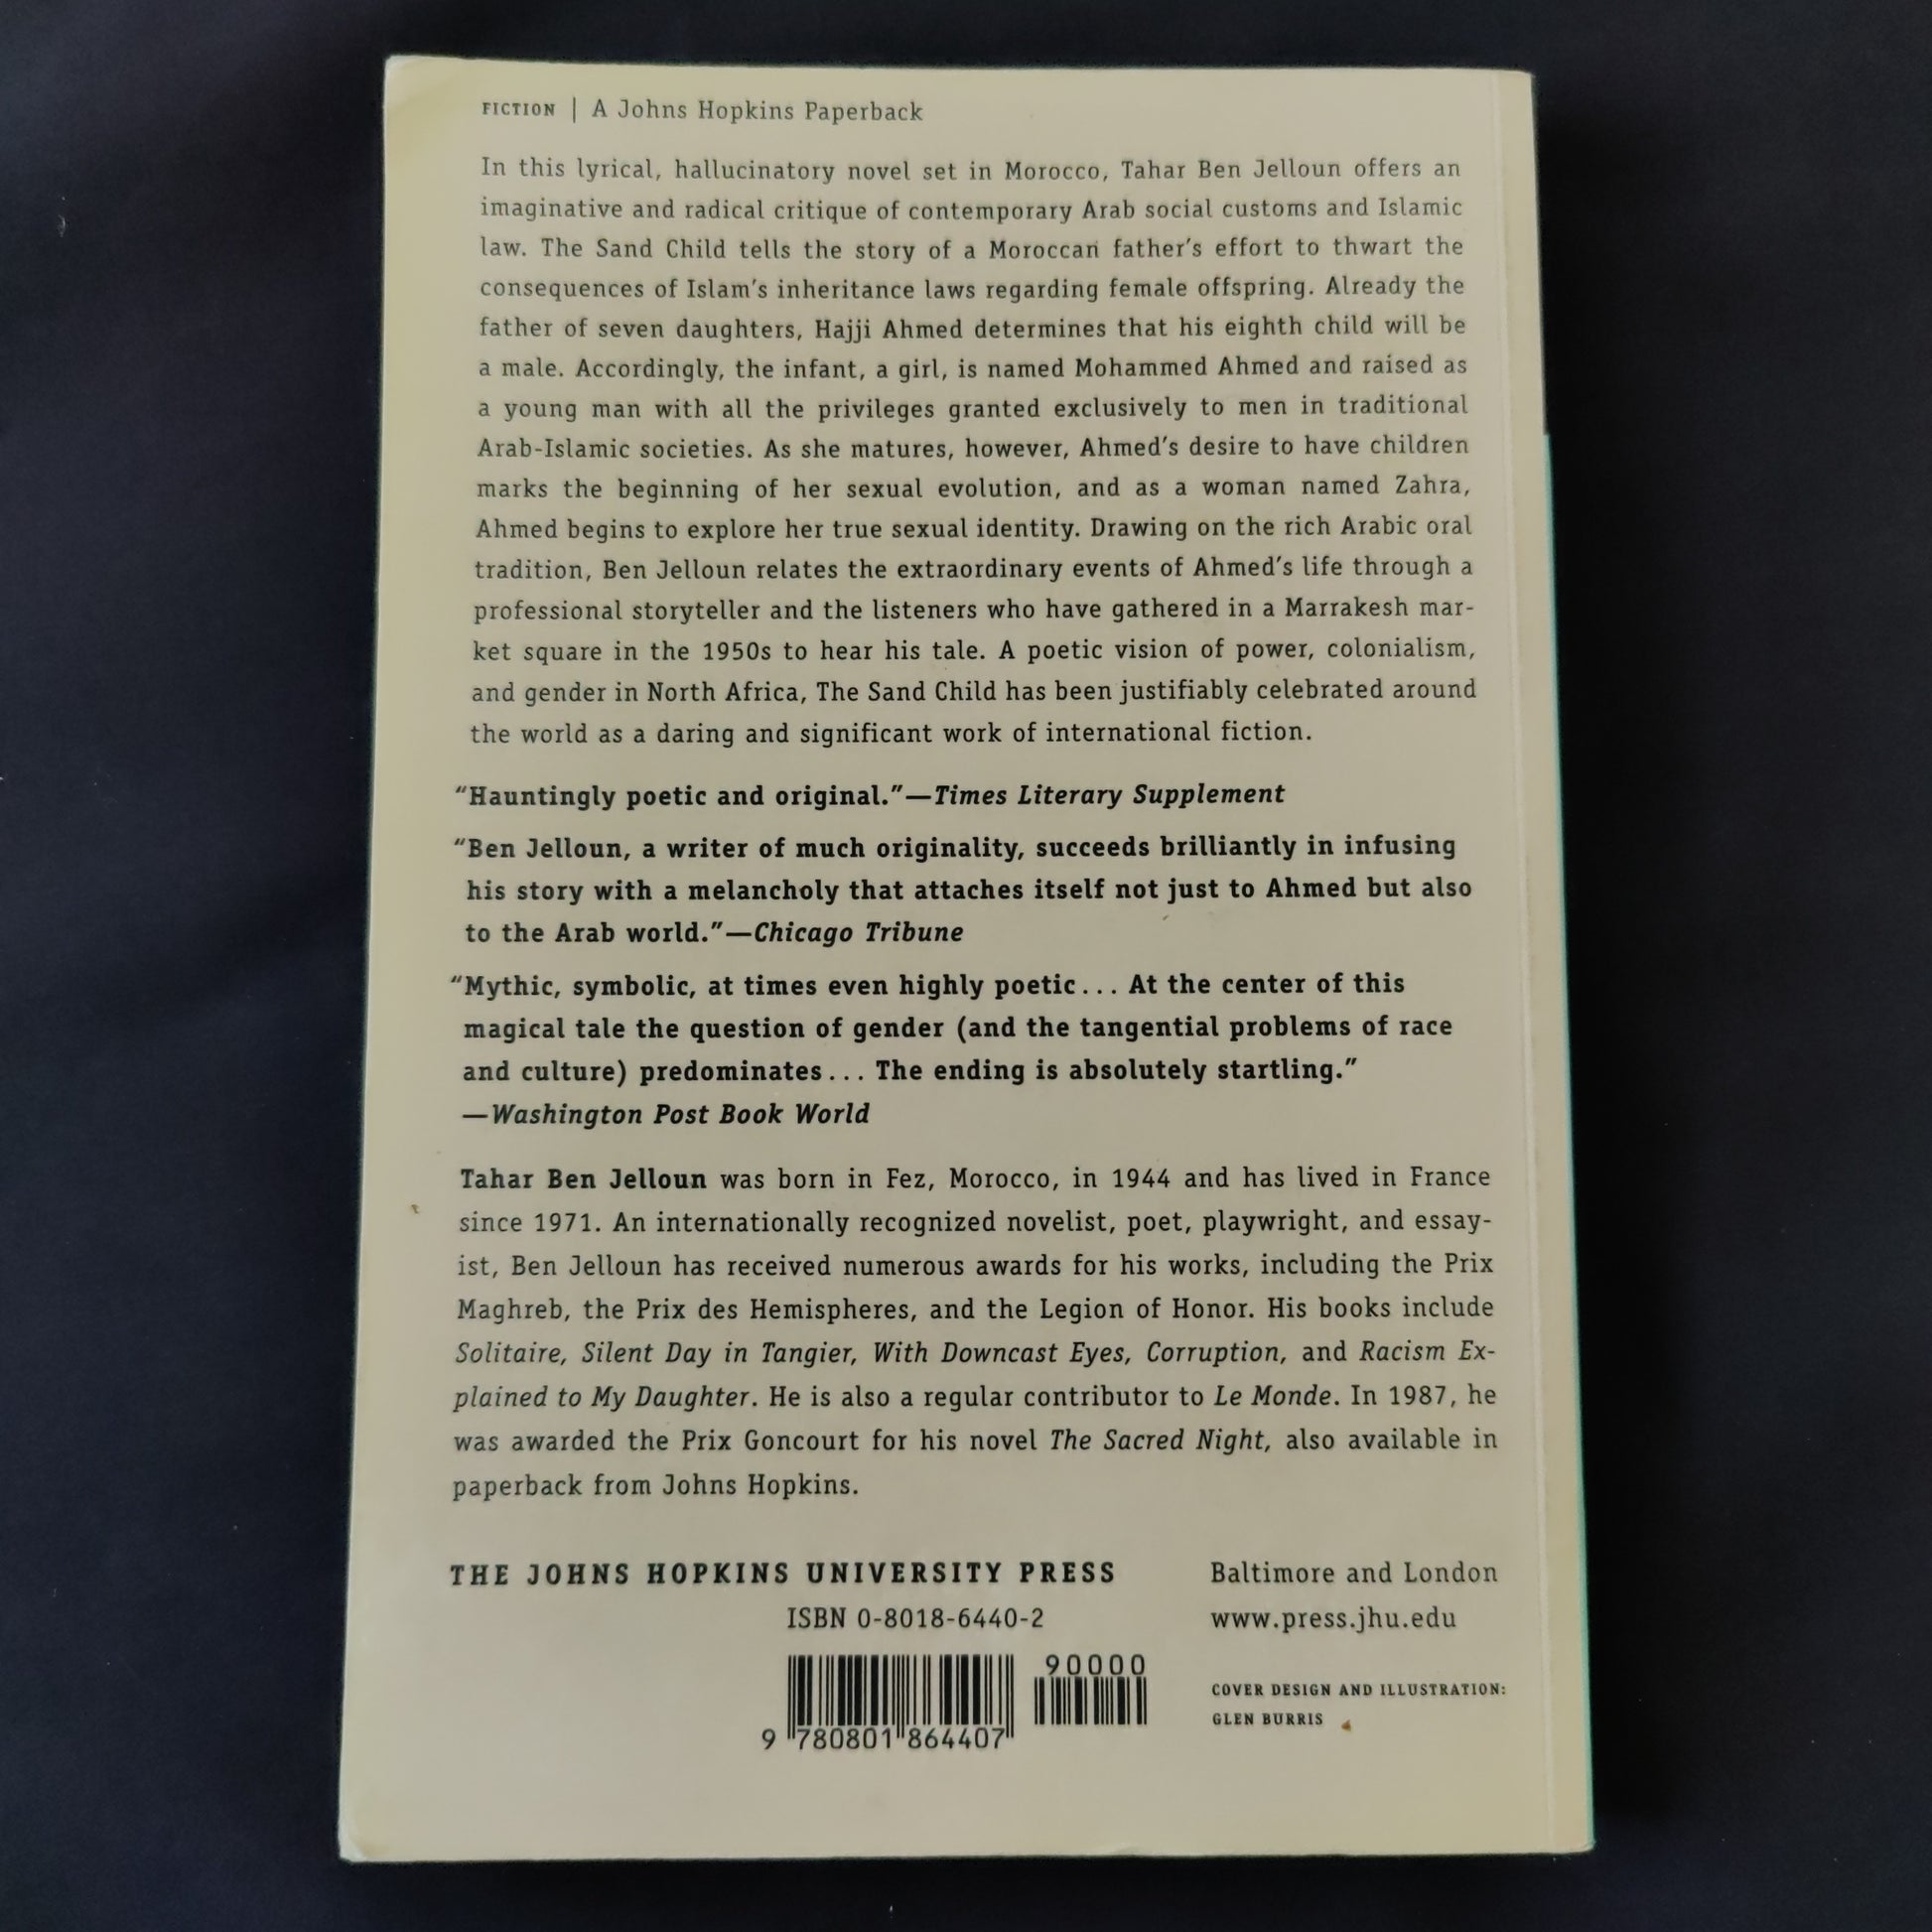 FICTION | A Johns Hopkins Paperback
In this lyrical, hallucinatory novel set in Morocco, Tahar Ben Jelloun offers an
imaginative and radical critique of contemporary Arab social customs and Islamic
law. The Sand Child tells the story of a Moroccan father's effort to thwart the
consequences of Islam's inheritance laws regarding female offspring. Already the
father of seven daughters, Hajji Ahmed determines that his eighth child will be
a male. Accordingly, the infant, a girl, is named Mohammed Ahmed and raised as
a young man with all the privileges granted exclusively to men in traditional
Arab-Islamic societies. As she matures, however, Ahmed's desire to have children
marks the beginning of her sexual evolution, and as a woman named Zahra,
Ahmed begins to explore her true sexual identity. Drawing on the rich Arabic oral
tradition, Ben Jelloun relates the extraordinary events of Ahmed's life through a
professional storyteller and the listeners who have gathered in a Marrakesh mar-
ket square in the 1950s to hear his tale. A poetic vision of power, colonialism,
and gender in North Africa, The Sand Child has been justifiably celebrated around
the world as a daring and significant work of international fiction.
“Hauntingly poetic and original.”—Times Literary Supplement
“Ben Jelloun, a writer of much originality, succeeds brilliantly in infusing
his story with a melancholy that attaches itself not just to Ahmed but also
to the Arab world.”—Chicago Tribune
“Mythic, symbolic, at times even highly poetic... At the center of this
magical tale the question of gender (and the tangential problems of race
and culture) predominates... The ending is absolutely startling.”
—Washington Post Book World
Tahar Ben Jelloun was born in Fez, Morocco, in 1944 and has lived in France
since 1971. An internationally recognized novelist, poet, playwright, and essay-
ist, Ben Jelloun has received numerous awards for his works, including the Prix
Maghreb, the Prix des Hemispheres, and the Legion of Honor. His books include
Solitaire, Silent Day in Tangier, With Downcast Eyes, Corruption, and Racism Ex-
plained to My Daughter. He is also a regular contributor to Le Monde. In 1987, he
was awarded the Prix Goncourt for his novel The Sacred Night, also available in
paperback from Johns Hopkins.
THE JOHNS HOPKINS UNIVERSITY PRESS
Baltimore and London
ISBN 0-8018-6440-2
www.press.jhu.edu
90000
9 780801 864407
COVER DESIGN AND ILLUSTRATION:
GLEN BURRIS